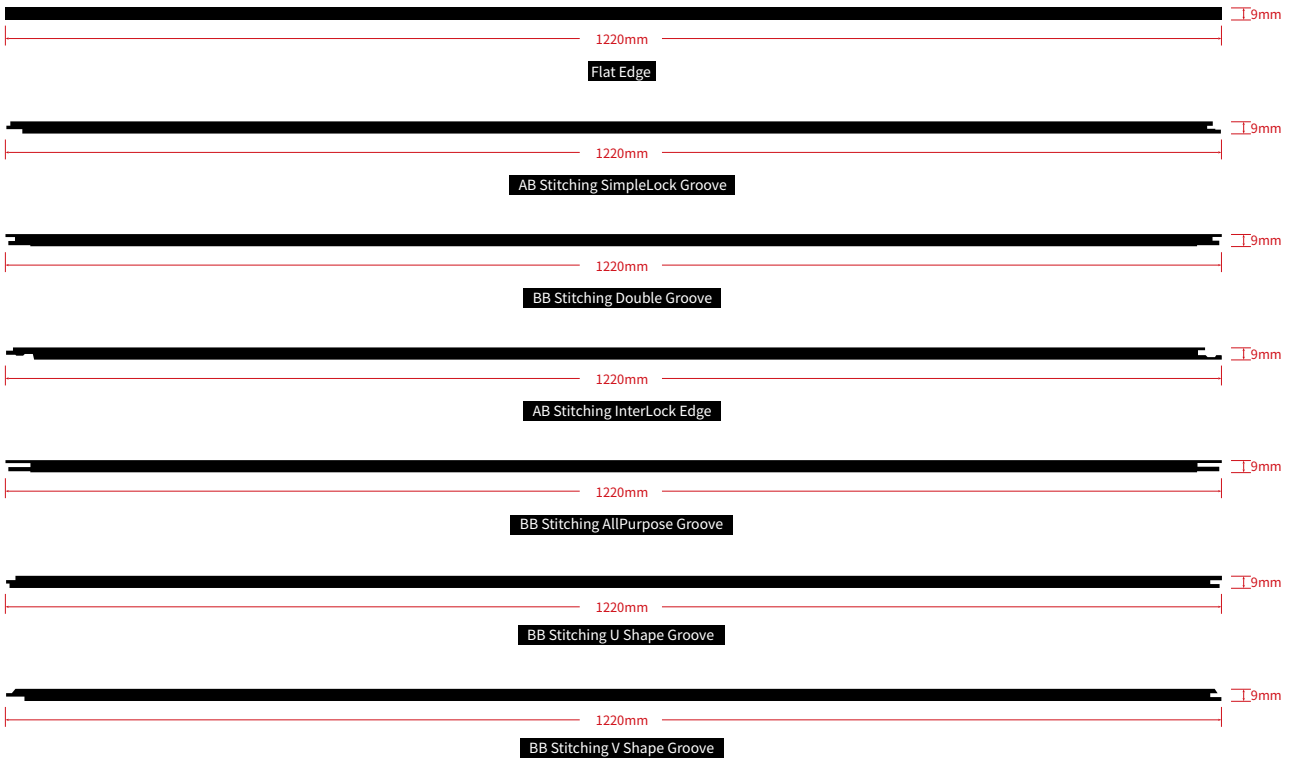 9mm
1220mm
Flat Edge
9mm
1220mm
AB Stitching SimpleLock Groove
9mm
1220mm
BB Stitching Double Groove
9mm
1220mm
AB Stitching InterLock Edge
9mm
1220mm
BB Stitching AllPurpose Groove
9mm
1220mm
BB Stitching U Shape Groove
9mm
1220mm
BB Stitching V Shape Groove